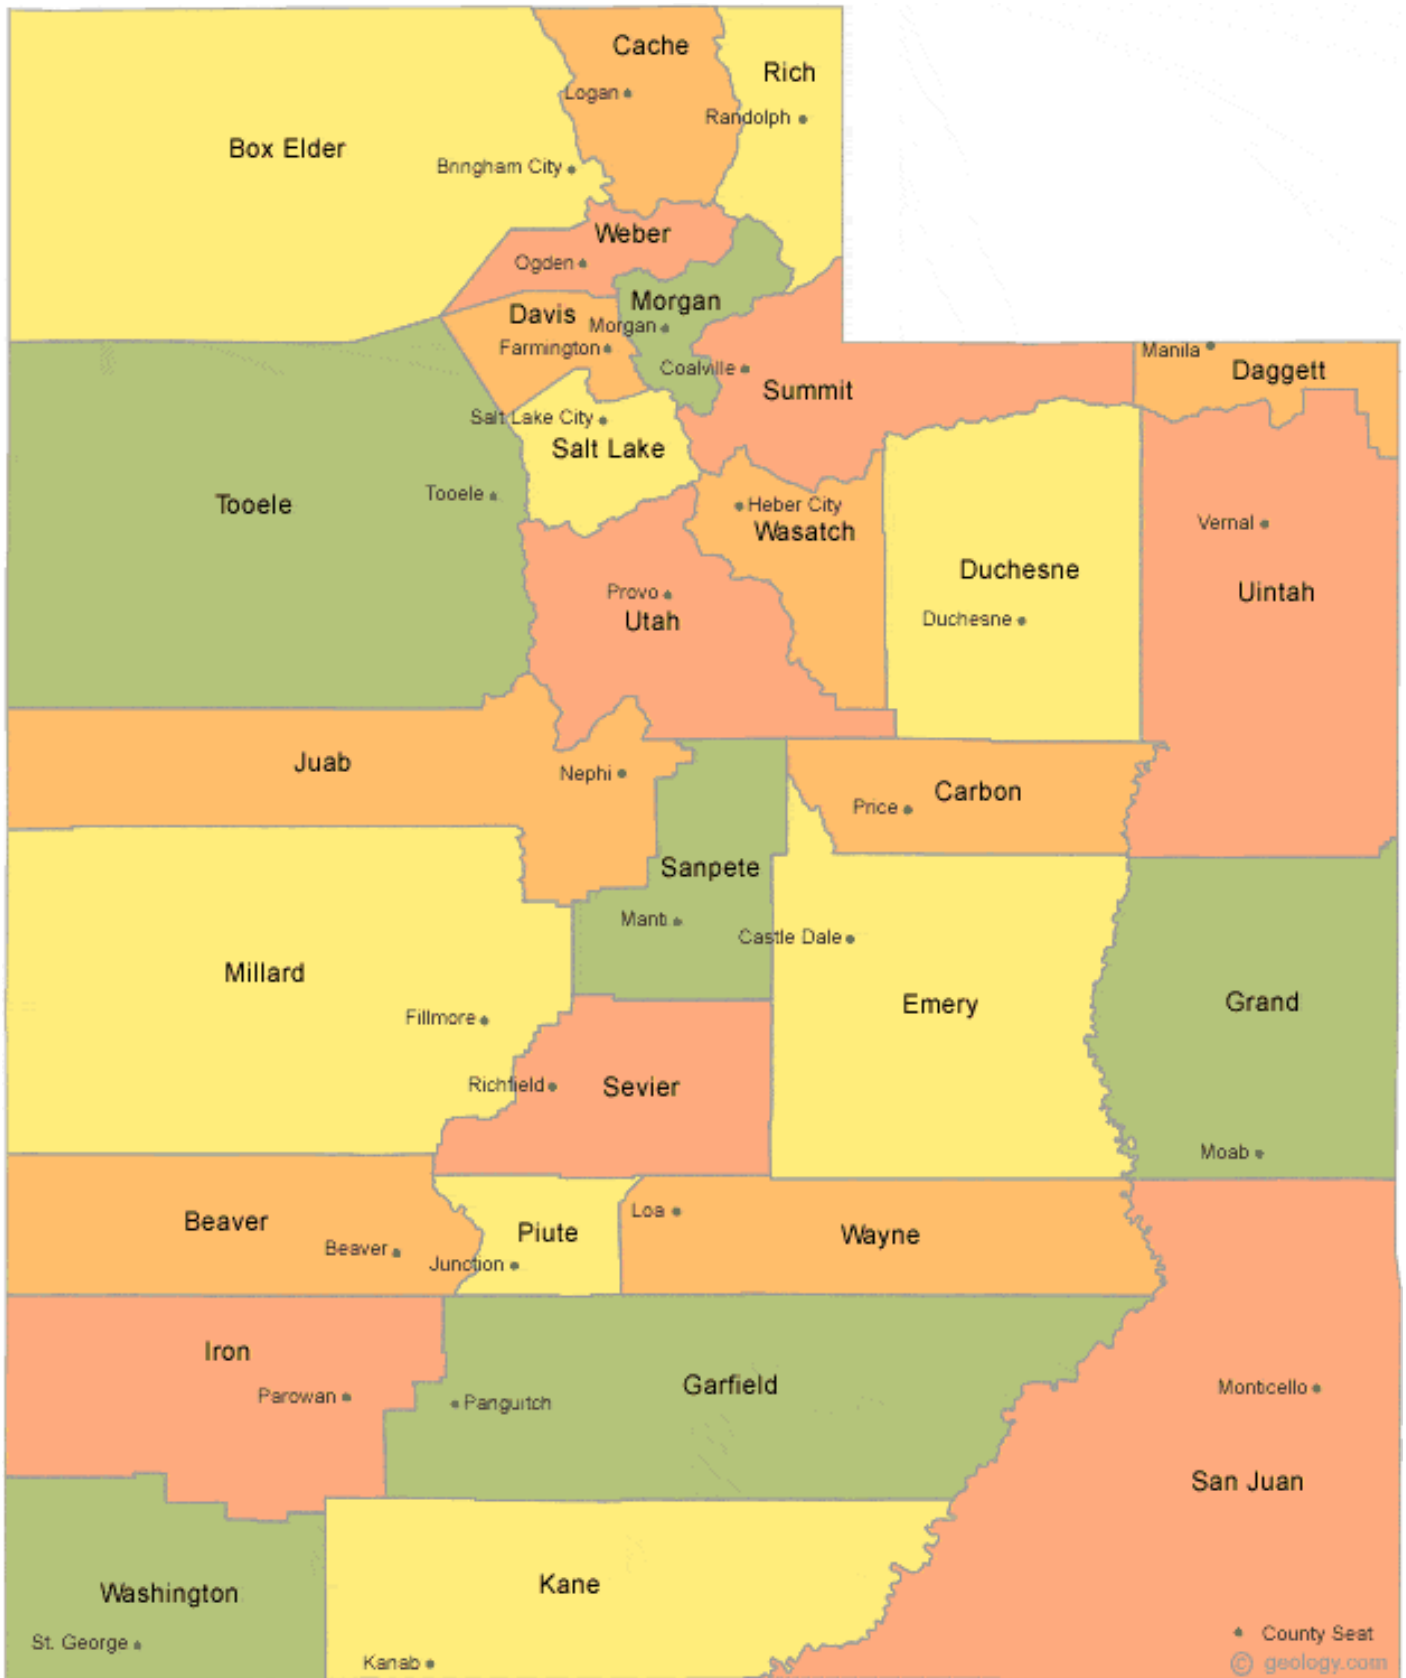 Cache
Rich
Logan
Randolph
Box Elder
Bringham City
Weber
Ogden
Morgan
Davis
Morgan
Farmington
Manila
Coalville
Daggett
Summit
Salt Lake City
Salt Lake
Tooele
Tooele
Heber City
Wasatch
Vernal
Duchesne
Provo
Uintah
Utah
Duchesne
Juab
Nephi
Carbon
Price
Sanpete
Manti
Castle Dale
Millard
Grand
Emery
Fillmore
Richfield
Sevier
Moab
Loa
Beaver
Piute
Wayne
Beaver
Junction
Iron
Garfield
Parowan
Panguitch
Monticello
San Juan
Kane
Washington
St. George
County Seat
Kanab
© geology.com